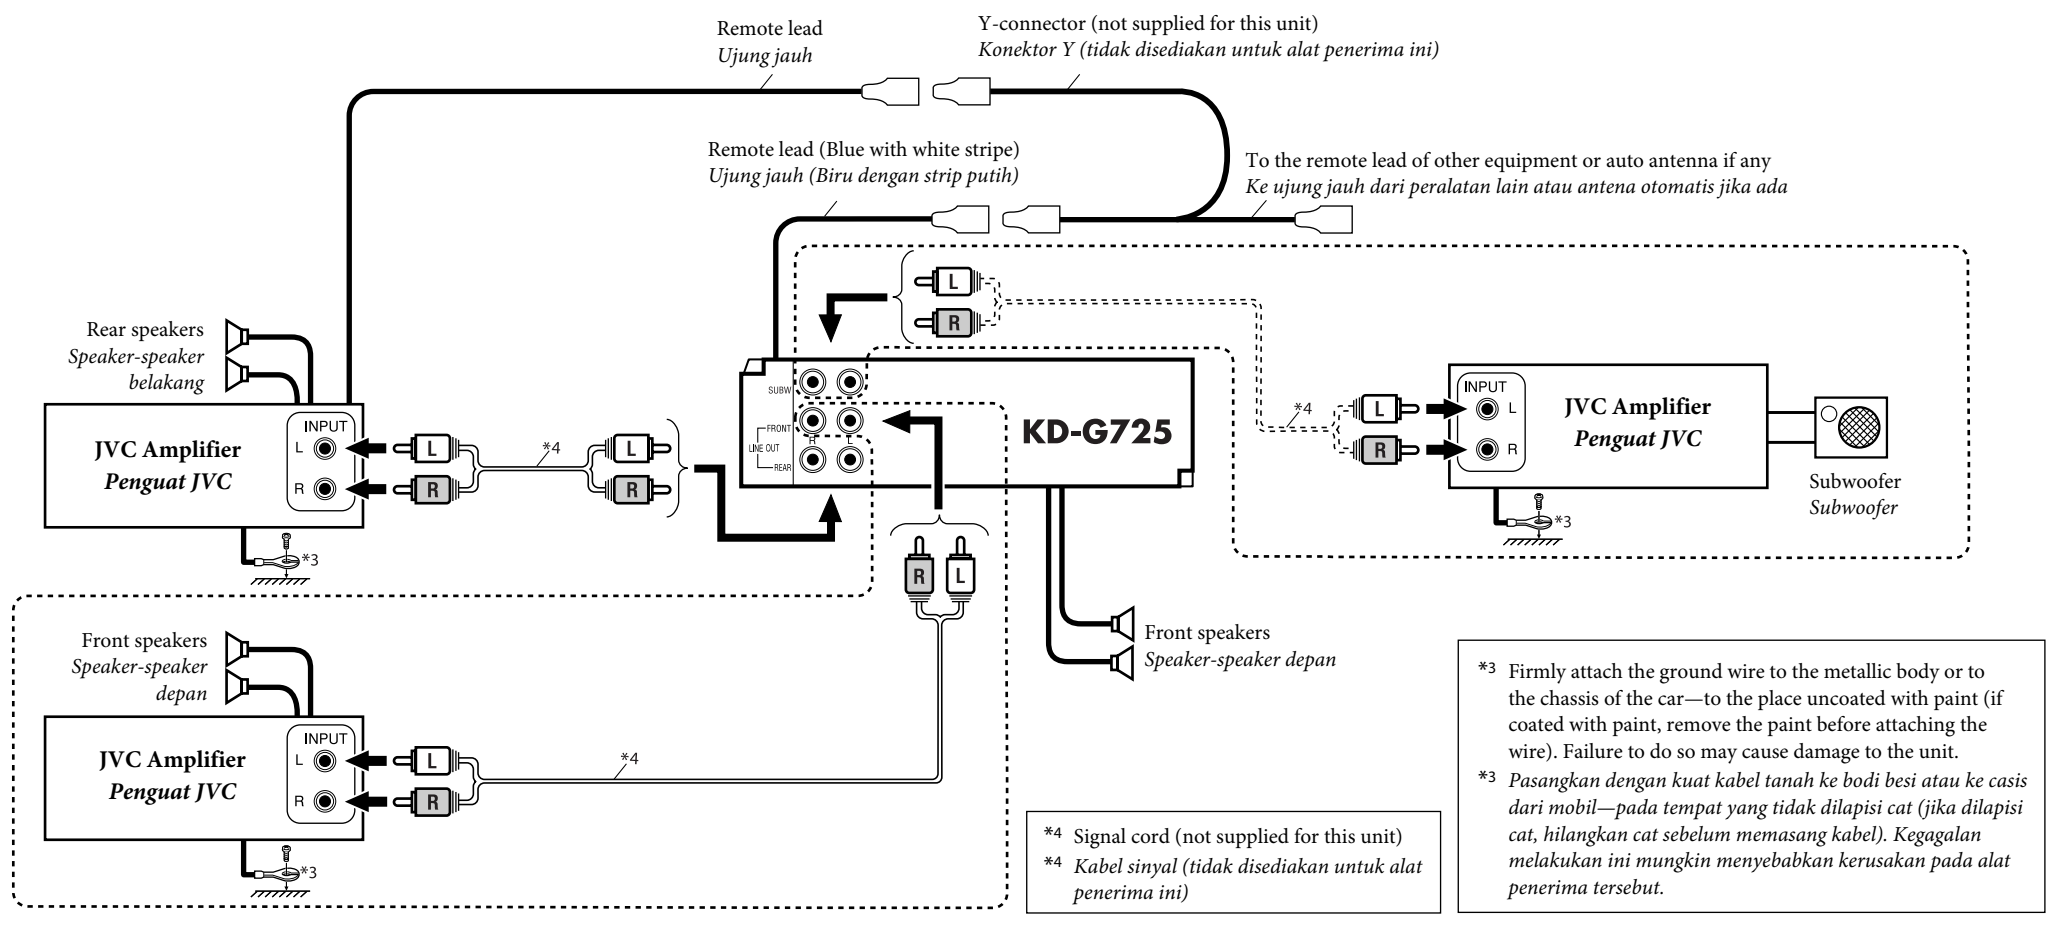 Remote lead
Ujung jauh
Y-connector (not supplied for this unit)
Konektor Y (tidak disediakan untuk alat penerima ini)
Remote lead (Blue with white stripe)
Ujung jauh (Biru dengan strip putih)
To the remote lead of other equipment or auto antenna if any
Ke ujung jauh dari peralatan lain atau antena otomatis jika ada
L
R
Rear speakers
Speaker-speaker
belakang
JVC Amplifier
Penguat JVC
INPUT
L
R
L
R
*4
L
R
*3
SUBW
FRONT
LINE OUT
REAR
R
L
KD-G725
*4
L
R
INPUT
L
R
JVC Amplifier
Penguat JVC
*3
Subwoofer
Subwoofer
R
L
Front speakers
Speaker-speaker depan
Front speakers
Speaker-speaker
depan
JVC Amplifier
Penguat JVC
INPUT
L
R
L
R
*4
*3
*4 Signal cord (not supplied for this unit)
*4 Kabel sinyal (tidak disediakan untuk alat
penerima ini)
*3 Firmly attach the ground wire to the metallic body or to
the chassis of the car—to the place uncoated with paint (if
coated with paint, remove the paint before attaching the
wire). Failure to do so may cause damage to the unit.
*3 Pasangkan dengan kuat kabel tanah ke bodi besi atau ke casis
dari mobil—pada tempat yang tidak dilapisi cat (jika dilapisi
cat, hilangkan cat sebelum memasang kabel). Kegagalan
melakukan ini mungkin menyebabkan kerusakan pada alat
penerima tersebut.